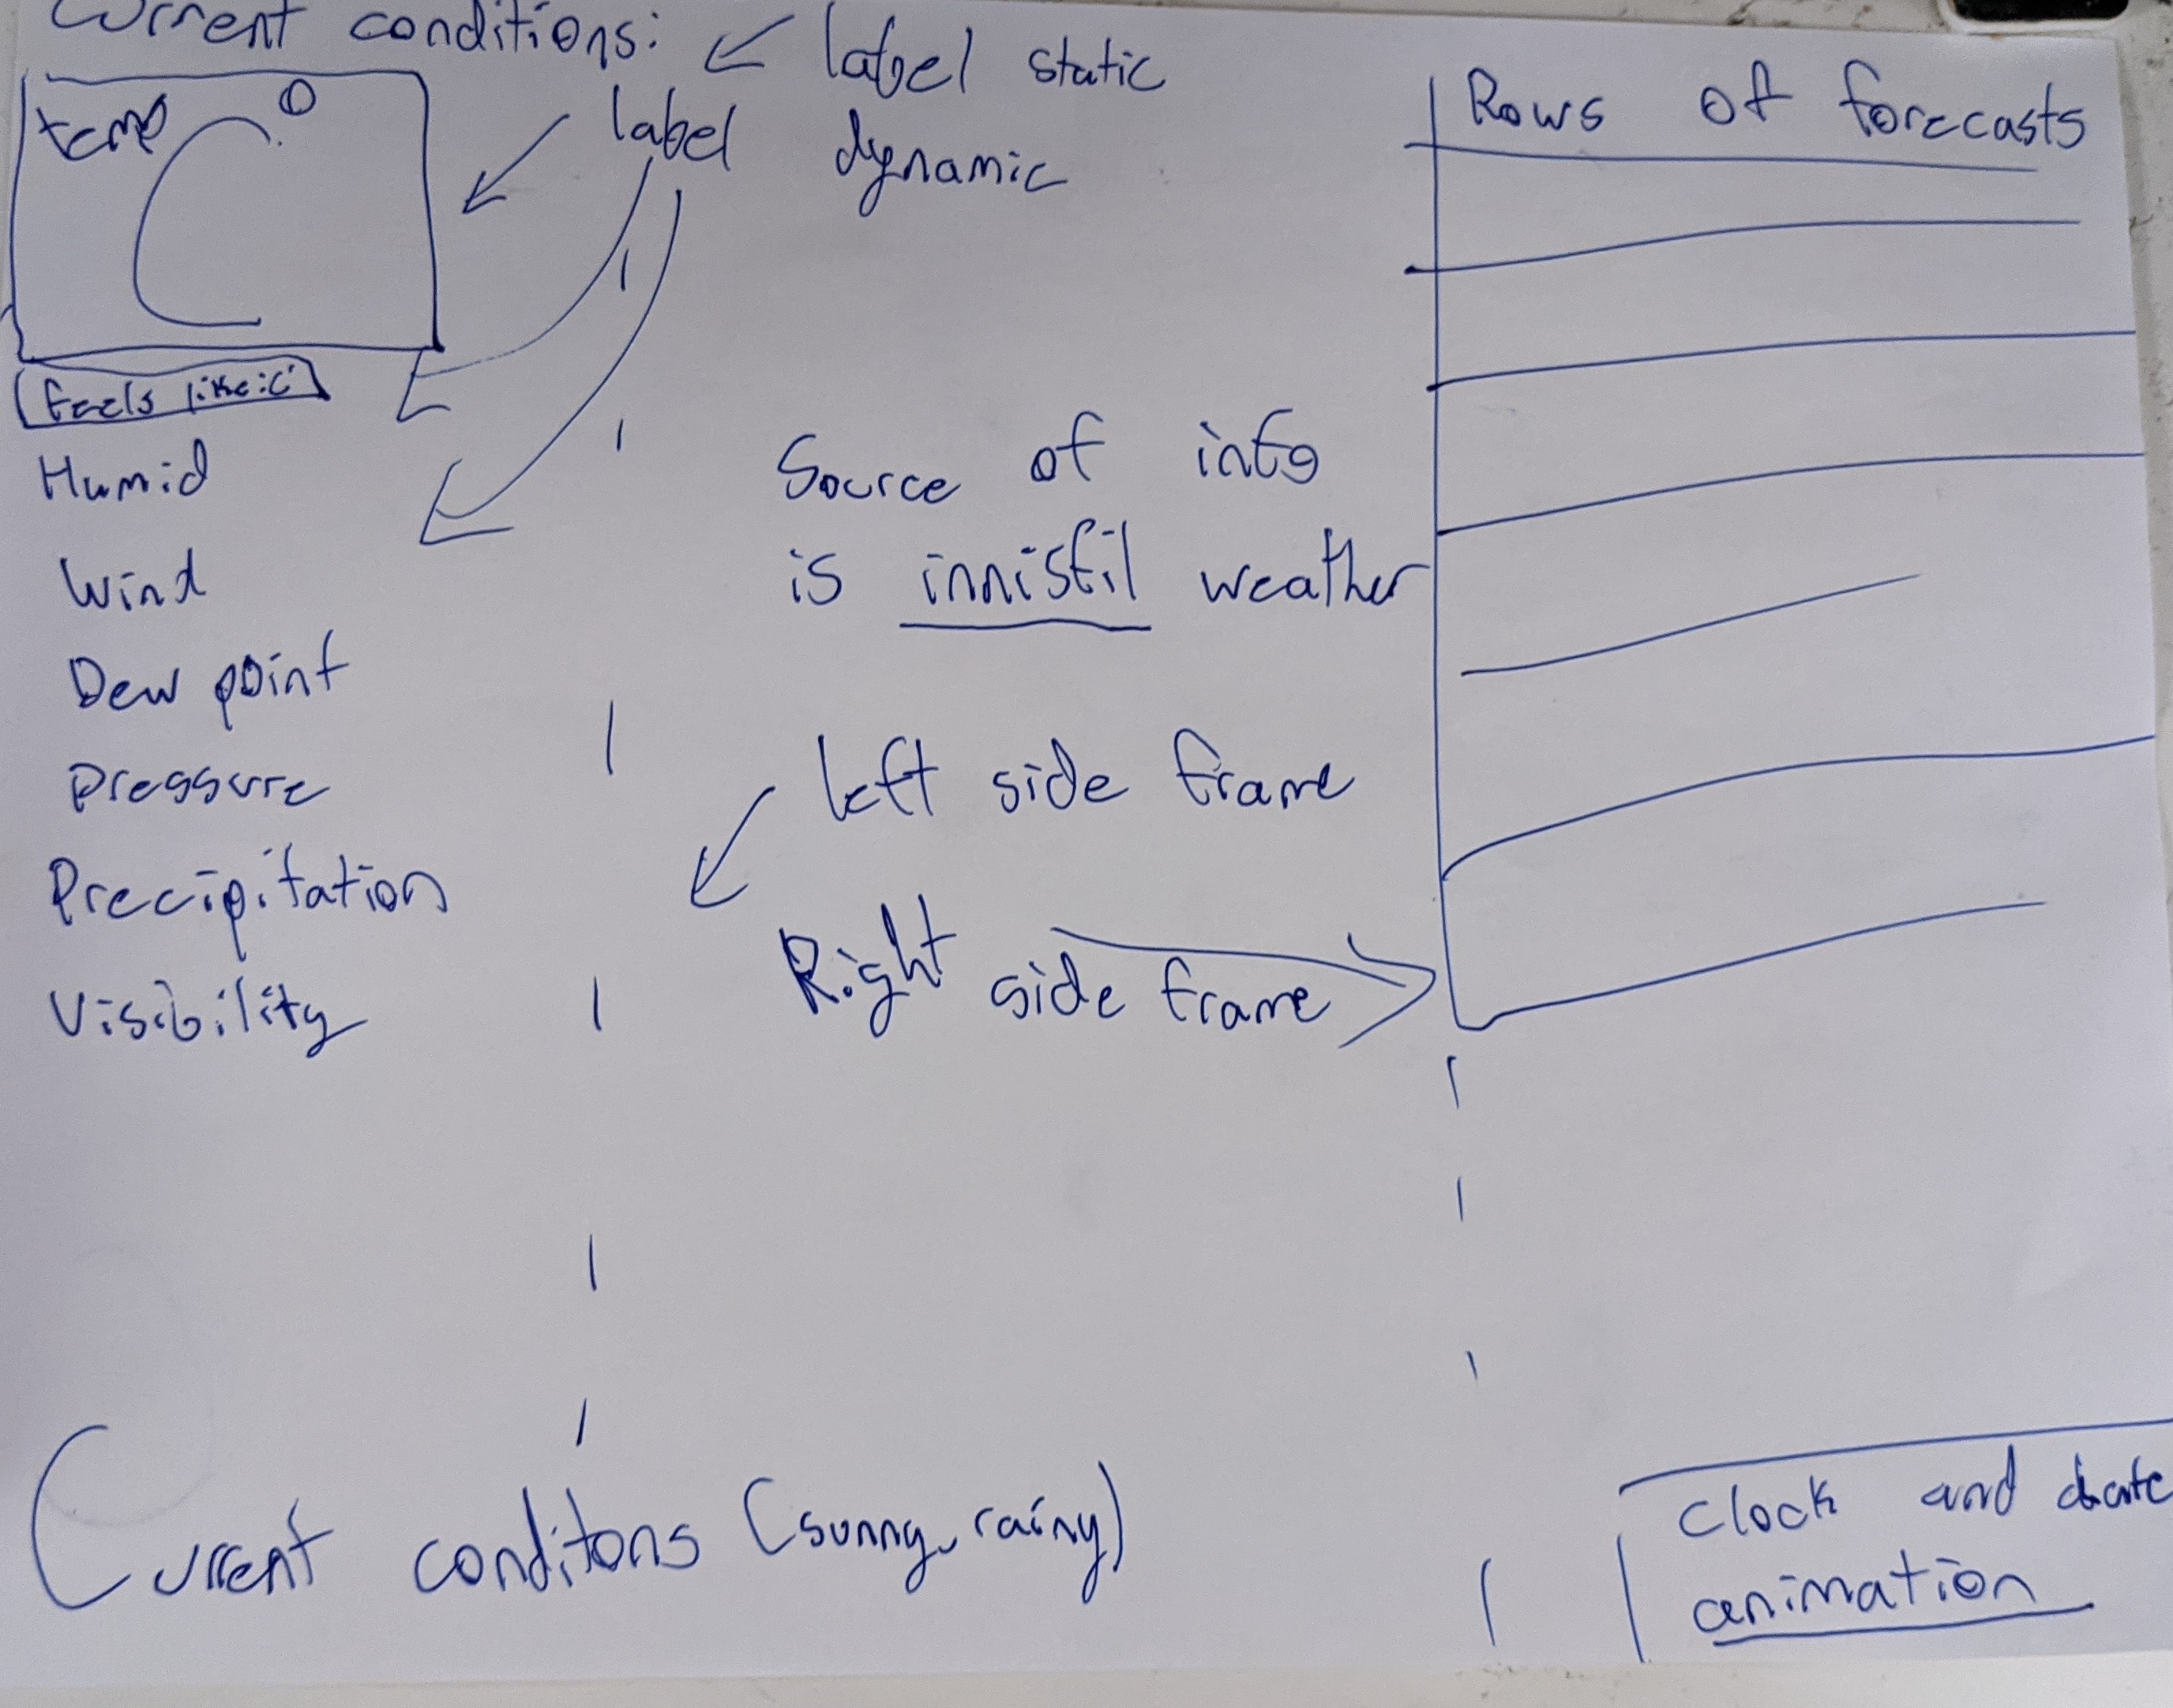 Current conditions:
label static
temp °C
label dynamic
Feels like: C
Humid
Wind
Dew point
Pressure
Precipitation
Visibility
Source of info
is innisfil weather
left side frame
Right side frame
Rows of forecasts
Current conditons (sunny, rainy)
clock and date
animation